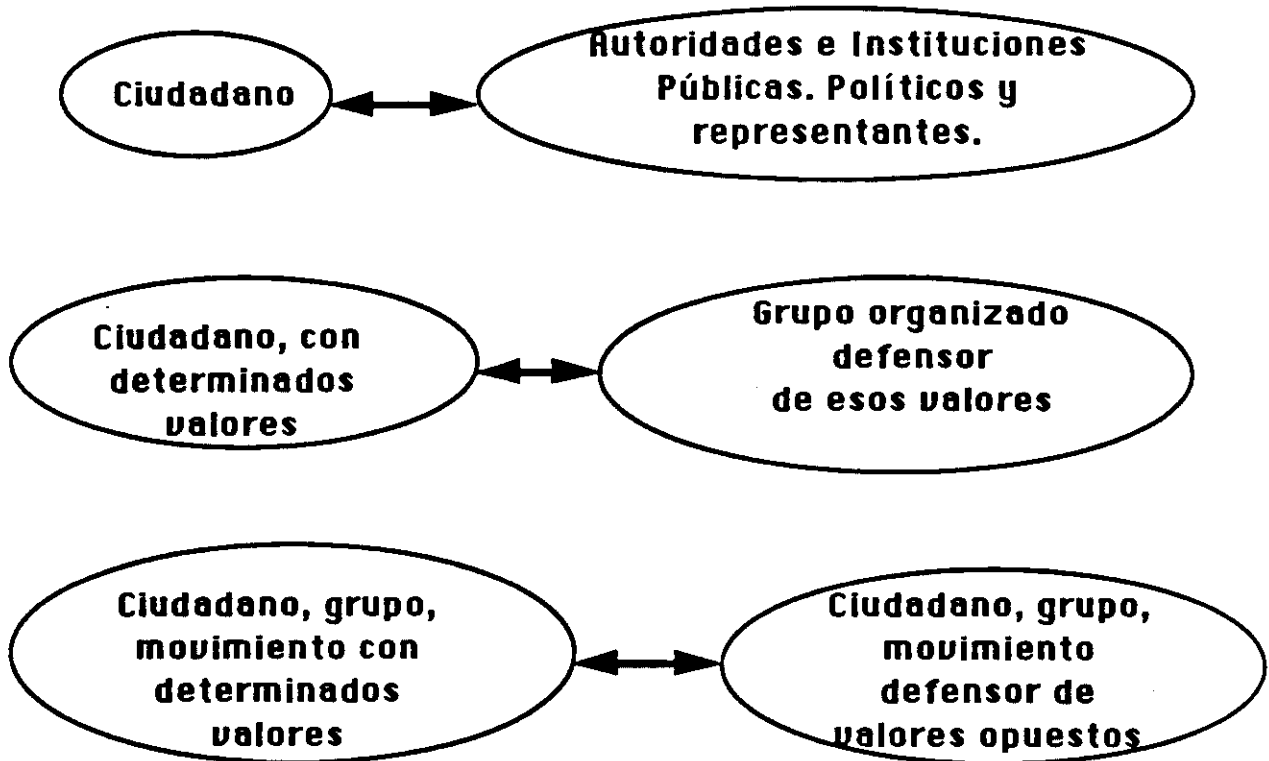 Ciudadano
Autoridades e Instituciones
Públicas. Políticos y
representantes.
Ciudadano, con
determinados
valores
Grupo organizado
defensor
de esos valores
Ciudadano, grupo,
movimiento con
determinados
valores
Ciudadano, grupo,
movimiento
defensor de
valores opuestos